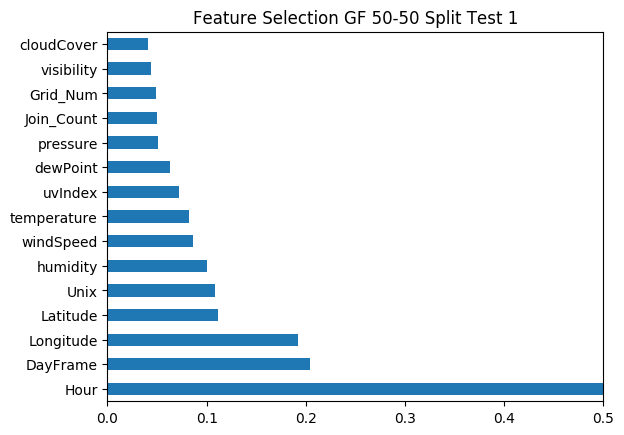 Feature Selection GF 50-50 Split Test 1
cloudCover
visibility
Grid_Num
Join_Count
pressure
dewPoint
uvIndex
temperature
windSpeed
humidity
Unix
Latitude
Longitude
DayFrame
Hour
0.0 0.1 0.2 0.3 0.4 0.5